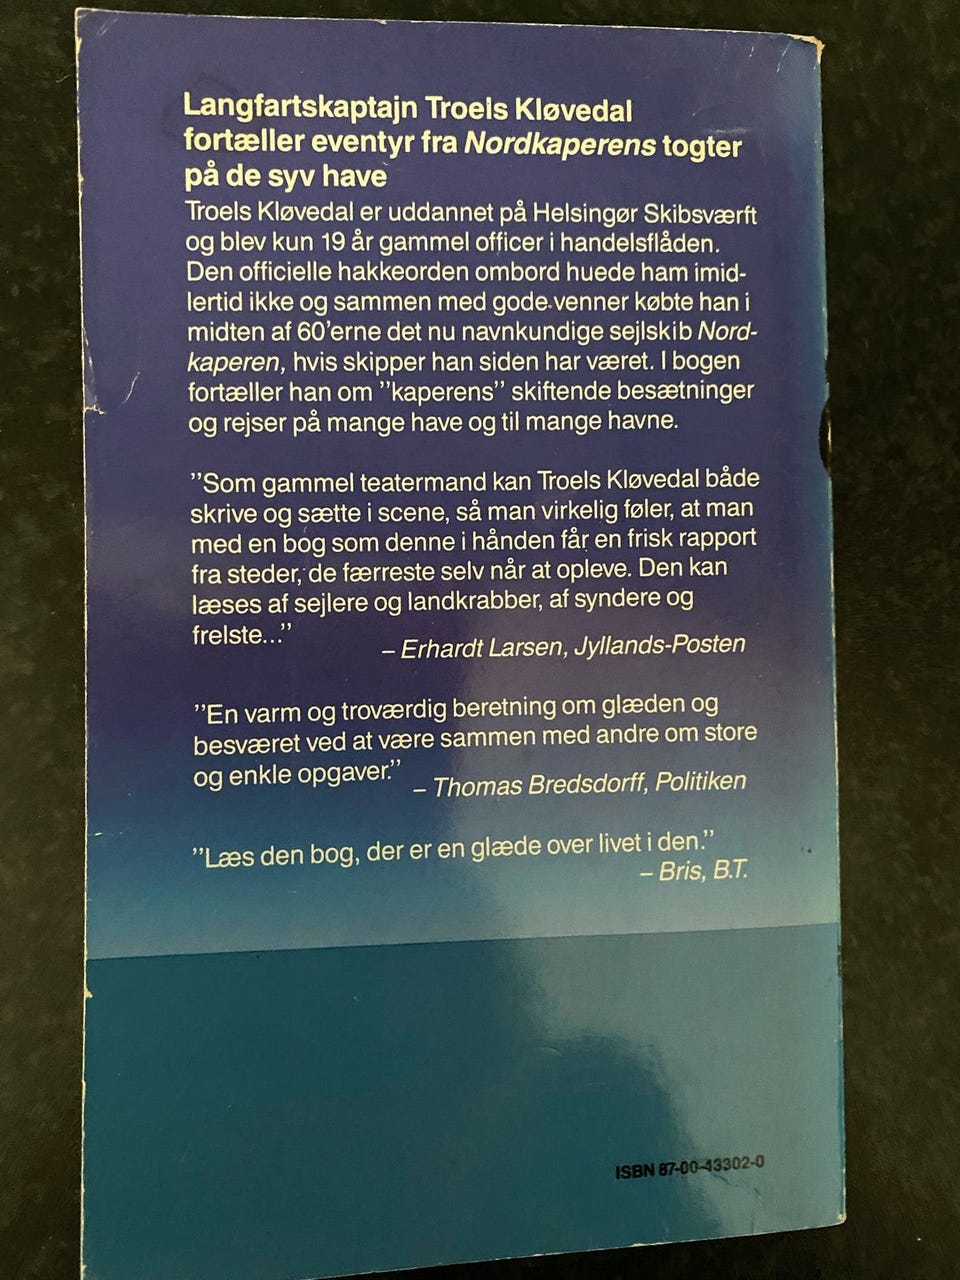 Langfartskaptajn Troels Kløvedal
fortæller eventyr fra Nordkaperens togter
på de syv have
Troels Kløvedal er uddannet på Helsingør Skibsværft
og blev kun 19 år gammel officer i handelsflåden.
Den officielle hakkeorden ombord huede ham imid-
lertid ikke og sammen med gode venner købte han i
midten af 60'erne det nu navnkundige sejlskib Nord-
kaperen, hvis skipper han siden har været. I bogen
fortæller han om ''kaperens'' skiftende besætninger
og rejser på mange have og til mange havne.
''Som gammel teatermand kan Troels Kløvedal både
skrive og sætte i scene, så man virkelig føler, at man
med en bog som denne i hånden får en frisk rapport
fra steder, de færreste selv når at opleve. Den kan
læses af sejlere og landkrabber, af syndere og
frelste...''
– Erhardt Larsen, Jyllands-Posten
''En varm og troværdig beretning om glæden og
besværet ved at være sammen med andre om store
og enkle opgaver.''
– Thomas Bredsdorff, Politiken
''Læs den bog, der er en glæde over livet i den.''
– Bris, B.T.
ISBN 87-00-43302-0